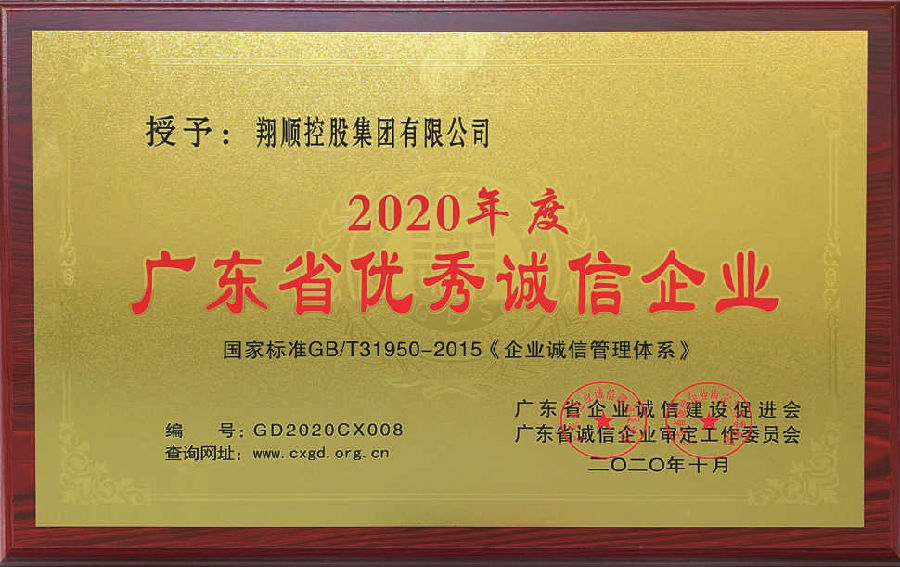 授予：翔顺控股集团有限公司
2020年度
广东省优秀诚信企业
国家标准GB/T31950-2015《企业诚信管理体系》
广东省企业诚信建设促进会
广东省诚信企业审定工作委员会
二〇二〇年十月
编 号：GD2020CX008
查询网址：www.cxgd.org.cn